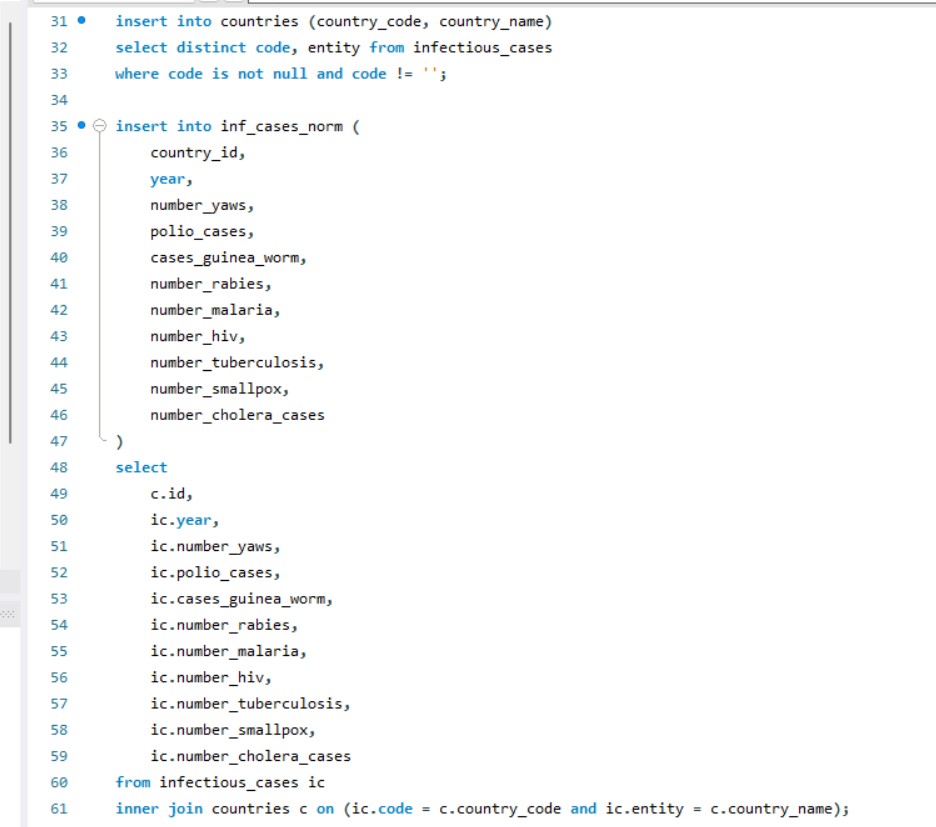 31 insert into countries (country_code, country_name)
32 select distinct code, entity from infectious_cases
33 where code is not null and code != '';
34
35 insert into inf_cases_norm (
36 country_id,
37 year,
38 number_yaws,
39 polio_cases,
40 cases_guinea_worm,
41 number_rabies,
42 number_malaria,
43 number_hiv,
44 number_tuberculosis,
45 number_smallpox,
46 number_cholera_cases
47 )
48 select
49 c.id,
50 ic.year,
51 ic.number_yaws,
52 ic.polio_cases,
53 ic.cases_guinea_worm,
54 ic.number_rabies,
55 ic.number_malaria,
56 ic.number_hiv,
57 ic.number_tuberculosis,
58 ic.number_smallpox,
59 ic.number_cholera_cases
60 from infectious_cases ic
61 inner join countries c on (ic.code = c.country_code and ic.entity = c.country_name);